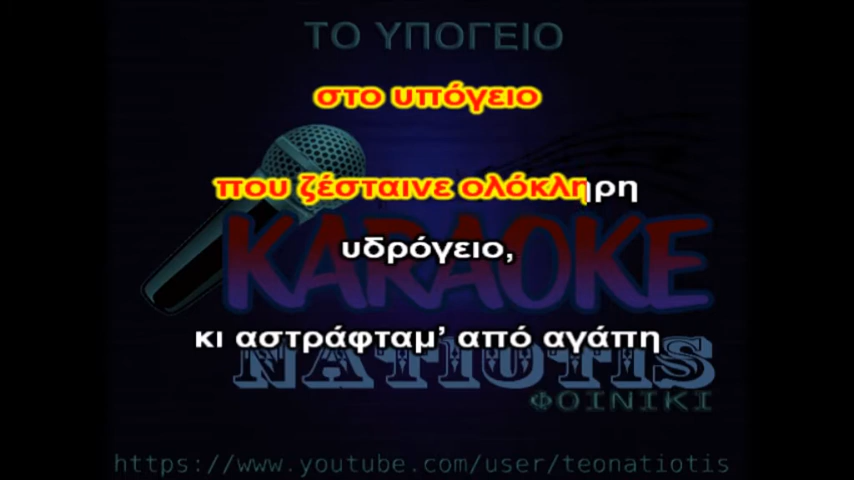 ΤΟ ΥΠΟΓΕΙΟ
στο υπόγειο
που ζέσταινε ολόκληρη
υδρόγειο,
KARAOKE
κι αστράφταμ’ από αγάπη
NATIOTIS
ΦΟΙΝΙΚΙ
https://www.youtube.com/user/teonatiotis